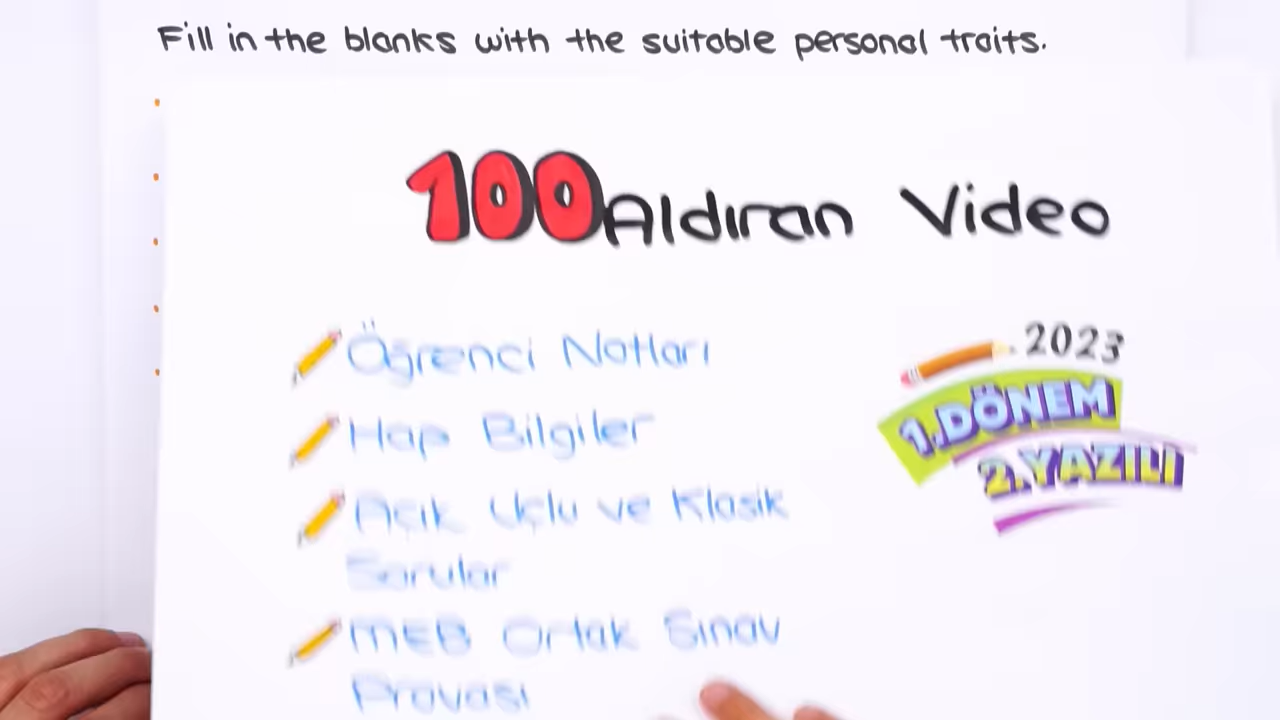 Fill in the blanks with the suitable personal traits.
100 Aldıran Video
Öğrenci Notları
Hap Bilgiler
Açık Uçlu ve Klasik
Sorular
MEB Ortak Sınav
Provası
2023
1.DÖNEM
2.YAZILI